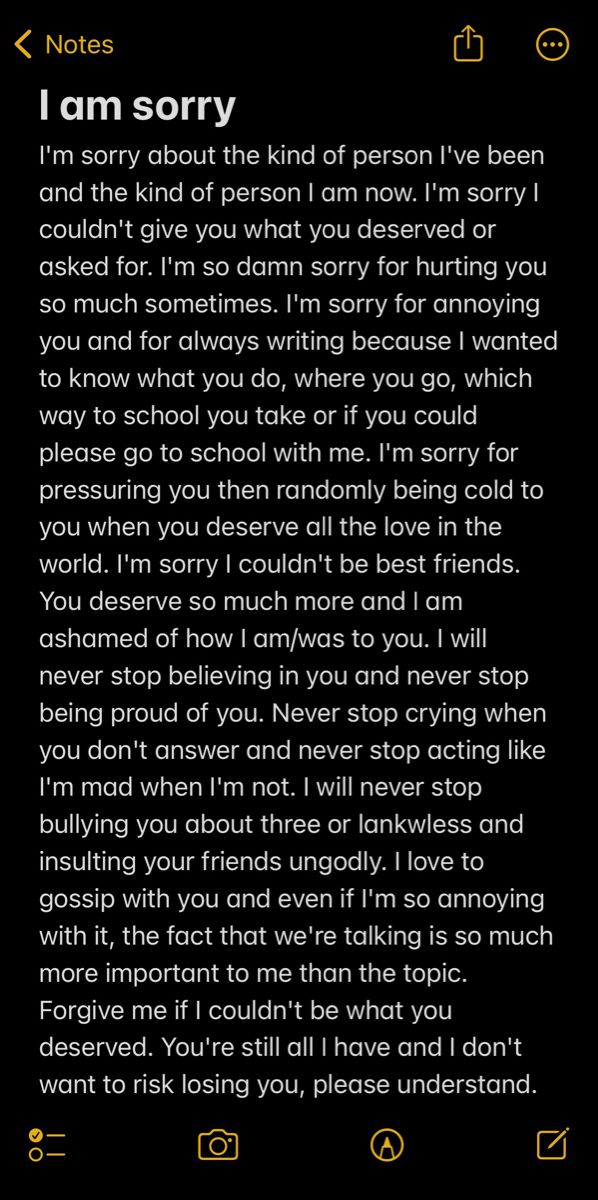 Notes
I am sorry
I'm sorry about the kind of person I've been
and the kind of person I am now. I'm sorry I
couldn't give you what you deserved or
asked for. I'm so damn sorry for hurting you
so much sometimes. I'm sorry for annoying
you and for always writing because I wanted
to know what you do, where you go, which
way to school you take or if you could
please go to school with me. I'm sorry for
pressuring you then randomly being cold to
you when you deserve all the love in the
world. I'm sorry I couldn't be best friends.
You deserve so much more and I am
ashamed of how I am/was to you. I will
never stop believing in you and never stop
being proud of you. Never stop crying when
you don't answer and never stop acting like
I'm mad when I'm not. I will never stop
bullying you about three or lankwless and
insulting your friends ungodly. I love to
gossip with you and even if I'm so annoying
with it, the fact that we're talking is so much
more important to me than the topic.
Forgive me if I couldn't be what you
deserved. You're still all I have and I don't
want to risk losing you, please understand.